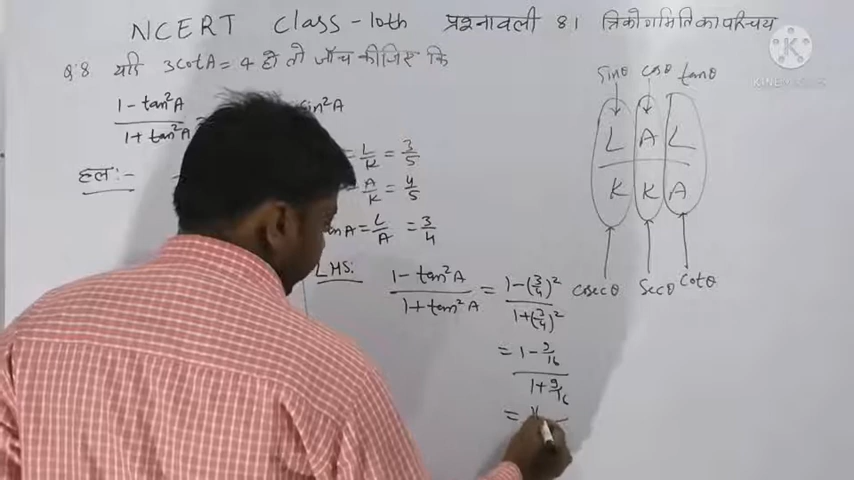 NCERT Class-10th प्रश्नावली 8.1 त्रिकोणमिति का परिचय
Q.8 यदि 3cotA = 4 हो तो जाँच कीजिए कि
1 - tan²A
1 + tan²A
sin²A
हल:-
= L/K = 3/5
= A/K = 4/5
anA = L/A = 3/4
LHS:
1 - tan²A / 1 + tan²A = 1-(3/4)² / 1+(3/4)²
= 1 - 9/16 / 1 + 9/16
=
sinθ cosθ tanθ
L A L
K K A
cosecθ secθ cotθ
K
KINEMASTER